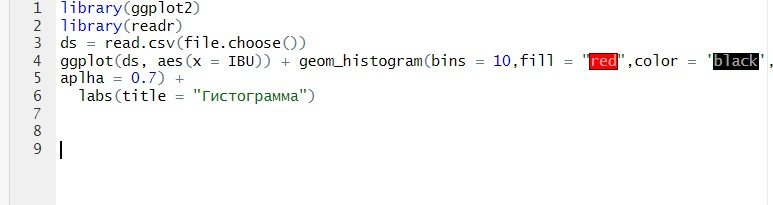 1 library(ggplot2)
2 library(readr)
3 ds = read.csv(file.choose())
4 ggplot(ds, aes(x = IBU)) + geom_histogram(bins = 10,fill = "red",color = 'black',
5 aplha = 0.7) +
6   labs(title = "Гистограмма")
7
8
9